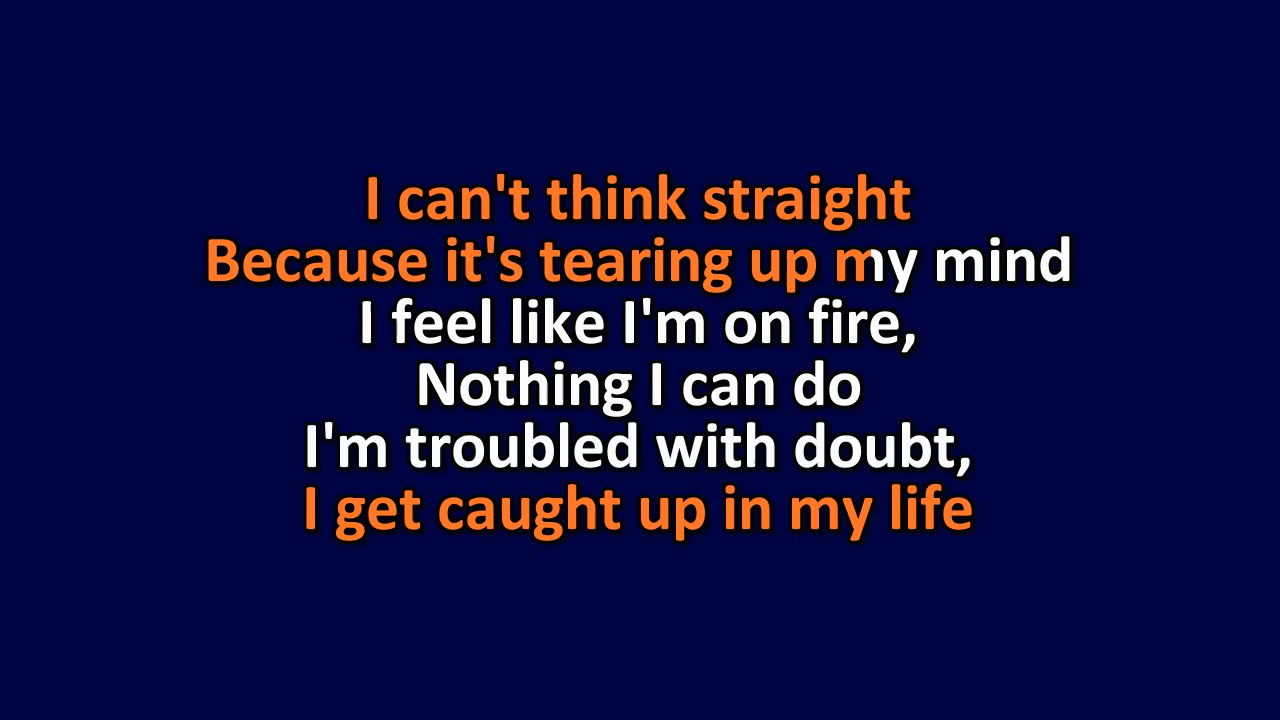 I can't think straight
Because it's tearing up my mind
I feel like I'm on fire,
Nothing I can do
I'm troubled with doubt,
I get caught up in my life